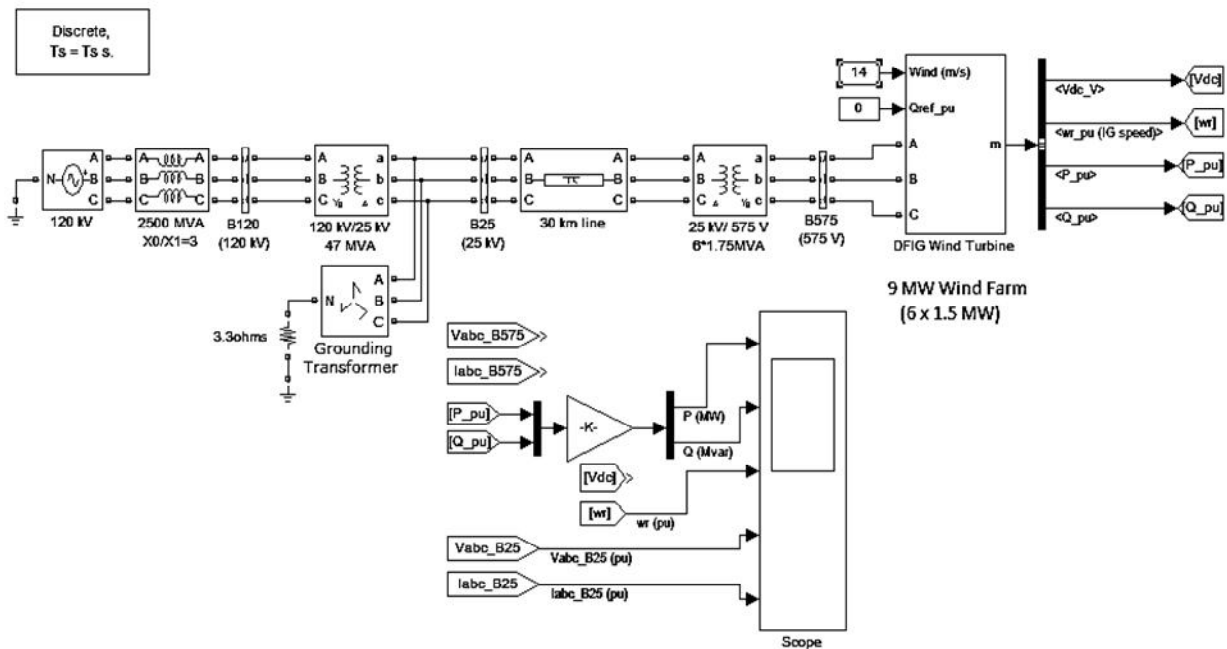 Discrete,
Ts = Ts s.
14
Wind (m/s)
0
Qref_pu
A
B
C
m
DFIG Wind Turbine
<Vdc_V>
[Vdc]
<wr_pu (IG speed)>
[wr]
<P_pu>
[P_pu]
<Q_pu>
[Q_pu]
N
A
B
C
120 kV
A A
B B
C C
2500 MVA
X0/X1=3
B120
(120 kV)
A a
B b
C c
120 kV/25 kV
47 MVA
B25
(25 kV)
A A
B B
C C
30 km line
A a
B b
C c
25 kV/ 575 V
6*1.75MVA
B575
(575 V)
9 MW Wind Farm
(6 x 1.5 MW)
N
A
B
C
3.3ohms
Grounding
Transformer
Vabc_B575
Iabc_B575
[P_pu]
[Q_pu]
-K-
P (MW)
Q (Mvar)
[Vdc]
[wr]
wr (pu)
Vabc_B25
Vabc_B25 (pu)
Iabc_B25
Iabc_B25 (pu)
Scope